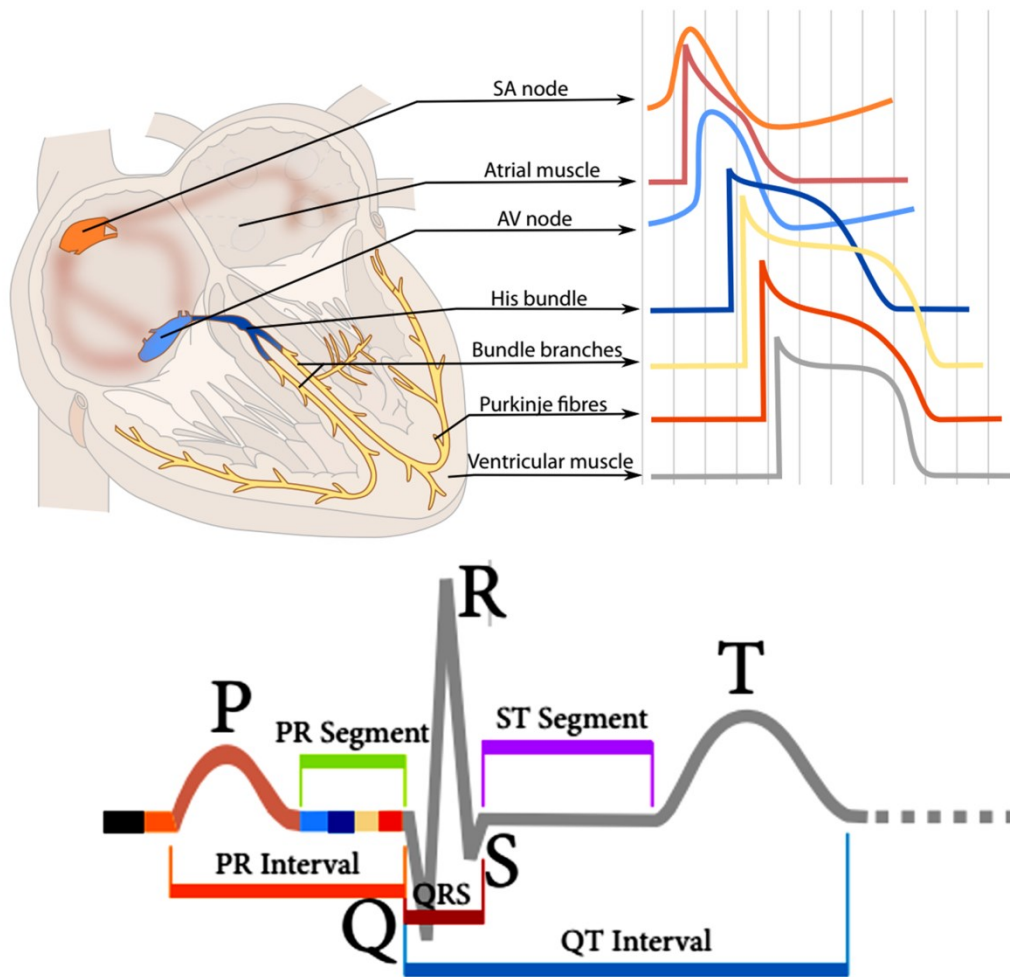 SA node
Atrial muscle
AV node
His bundle
Bundle branches
Purkinje fibres
Ventricular muscle
R
P
T
PR Segment
ST Segment
PR Interval
S
Q
QRS
QT Interval